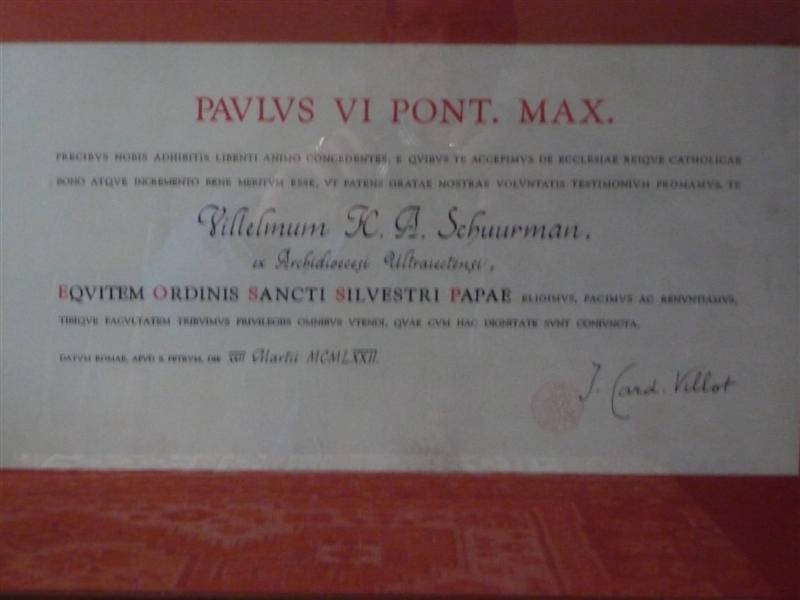 PAVLVS VI PONT. MAX.
PRECIBVS NOBIS ADHIBITIS LIBENTI ANIMO CONCEDENTES, E QVIBVS TE ACCEPIMVS DE ECCLESIAE REIQVE CATHOLICAE
BONO ATQVE INCREMENTO BENE MERITVM ESSE, VT PATENS GRATAE NOSTRAE VOLVNTATIS TESTIMONIVM PROMAMVS, TE
Villelmum H. A. Schuurman,
ex Archidioecesi Ultraiectensi,
EQVITEM ORDINIS SANCTI SILVESTRI PAPAE ELIGIMVS, FACIMVS AC RENVNTIAMVS,
TIBIQVE FACVLTATEM TRIBVIMVS PRIVILEGIIS OMNIBVS VTENDI, QVAE CVM HAC DIGNITATE SVNT CONIVNCTA.
DATVM ROMAE, APVD S. PETRVM, DIE XXII Martii MCMLXXII.
J. Card. Villot